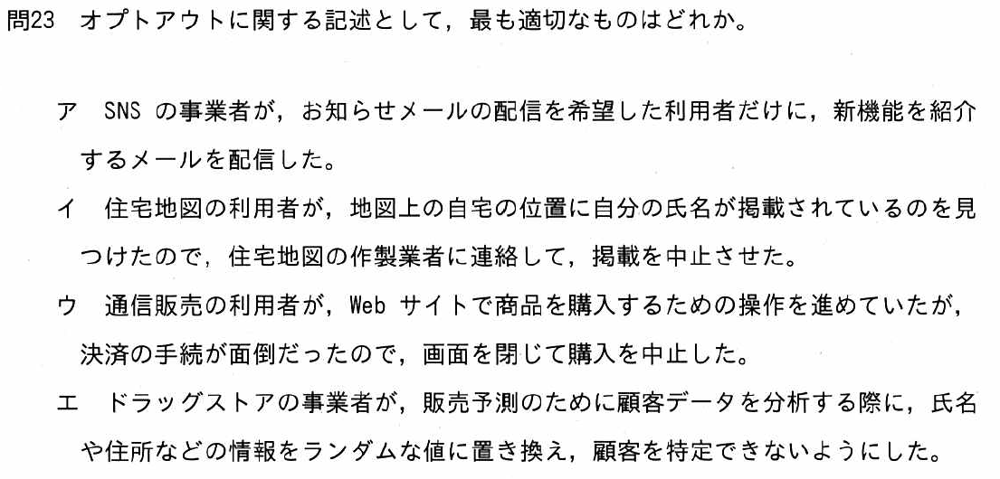 問23　オプトアウトに関する記述として，最も適切なものはどれか。
ア　SNS の事業者が，お知らせメールの配信を希望した利用者だけに，新機能を紹介
するメールを配信した。
イ　住宅地図の利用者が，地図上の自宅の位置に自分の氏名が掲載されているのを見
つけたので，住宅地図の作製業者に連絡して，掲載を中止させた。
ウ　通信販売の利用者が，Web サイトで商品を購入するための操作を進めていたが，
決済の手続が面倒だったので，画面を閉じて購入を中止した。
エ　ドラッグストアの事業者が，販売予測のために顧客データを分析する際に，氏名
や住所などの情報をランダムな値に置き換え，顧客を特定できないようにした。